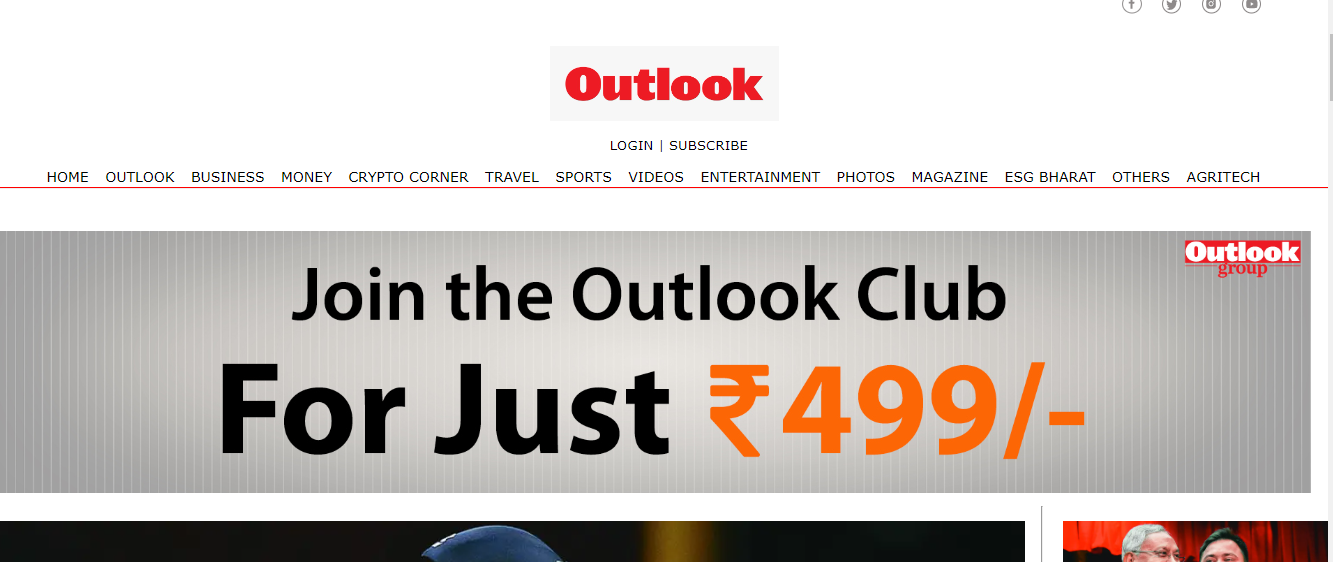 Outlook
LOGIN | SUBSCRIBE
HOME OUTLOOK BUSINESS MONEY CRYPTO CORNER TRAVEL SPORTS VIDEOS ENTERTAINMENT PHOTOS MAGAZINE ESG BHARAT OTHERS AGRITECH
Outlook
group
Join the Outlook Club
For Just ₹499/-